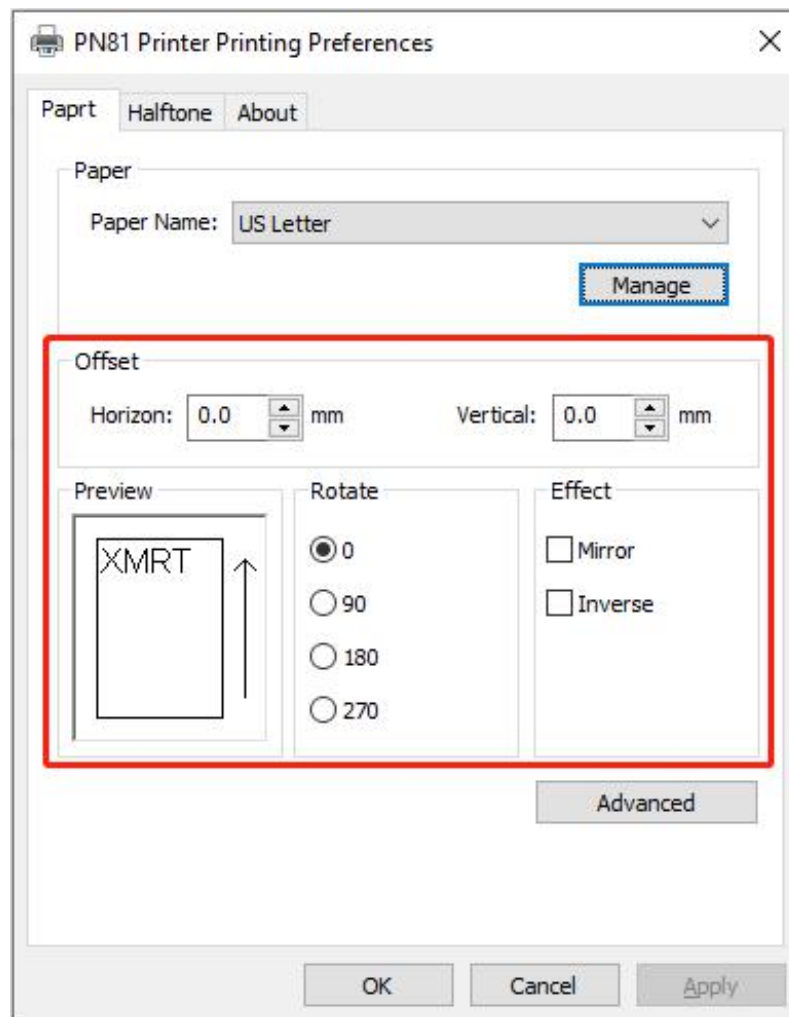 PN81 Printer Printing Preferences
Paprt Halftone About
Paper
Paper Name: US Letter
Manage
Offset
Horizon: 0.0 mm Vertical: 0.0 mm
Preview Rotate Effect
XMRT 0 Mirror
90 Inverse
180
270
Advanced
OK Cancel Apply